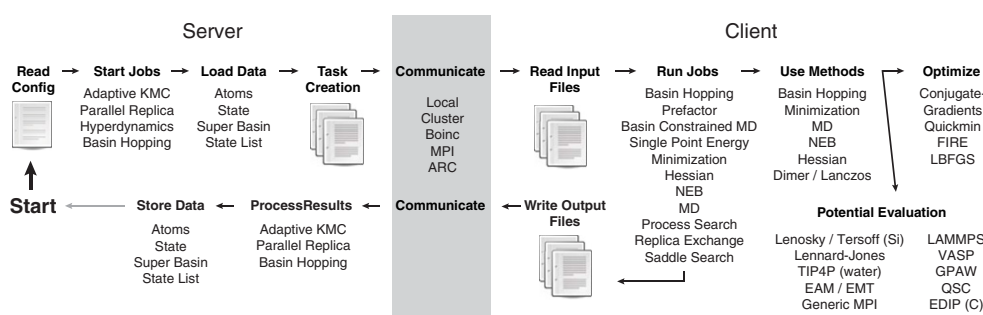 Server
Client
Read Config
Start Jobs
Adaptive KMC
Parallel Replica
Hyperdynamics
Basin Hopping
Load Data
Atoms
State
Super Basin
State List
Task Creation
Communicate
Local
Cluster
Boinc
MPI
ARC
Read Input Files
Run Jobs
Basin Hopping
Prefactor
Basin Constrained MD
Single Point Energy
Minimization
Hessian
NEB
MD
Process Search
Replica Exchange
Saddle Search
Use Methods
Basin Hopping
Minimization
MD
NEB
Hessian
Dimer / Lanczos
Optimize
Conjugate-
Gradients
Quickmin
FIRE
LBFGS
Potential Evaluation
Lenosky / Tersoff (Si)
Lennard-Jones
TIP4P (water)
EAM / EMT
Generic MPI
LAMMPS
VASP
GPAW
QSC
EDIP (C)
Write Output Files
Communicate
ProcessResults
Adaptive KMC
Parallel Replica
Basin Hopping
Store Data
Atoms
State
Super Basin
State List
Start